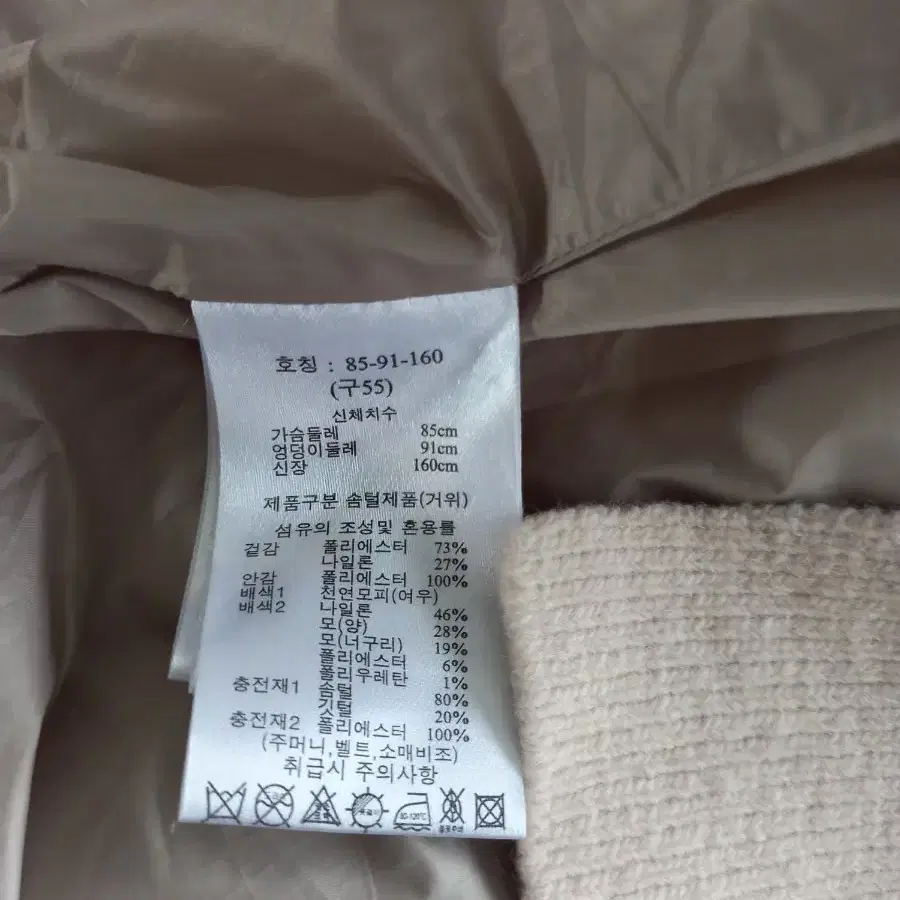 호칭 : 85-91-160
(구55)
신체치수
가슴둘레 85cm
엉덩이둘레 91cm
신장 160cm
제품구분 솜털제품(거위)
섬유의 조성및 혼용률
겉감 폴리에스터 73%
나일론 27%
안감 폴리에스터 100%
배색1 천연모피(여우)
배색2 나일론 46%
모(양) 28%
모(너구리) 19%
폴리에스터 6%
폴리우레탄 1%
충전재1 솜털 80%
깃털 20%
충전재2 폴리에스터 100%
(주머니,벨트,소매비조)
취급시 주의사항
80-120℃